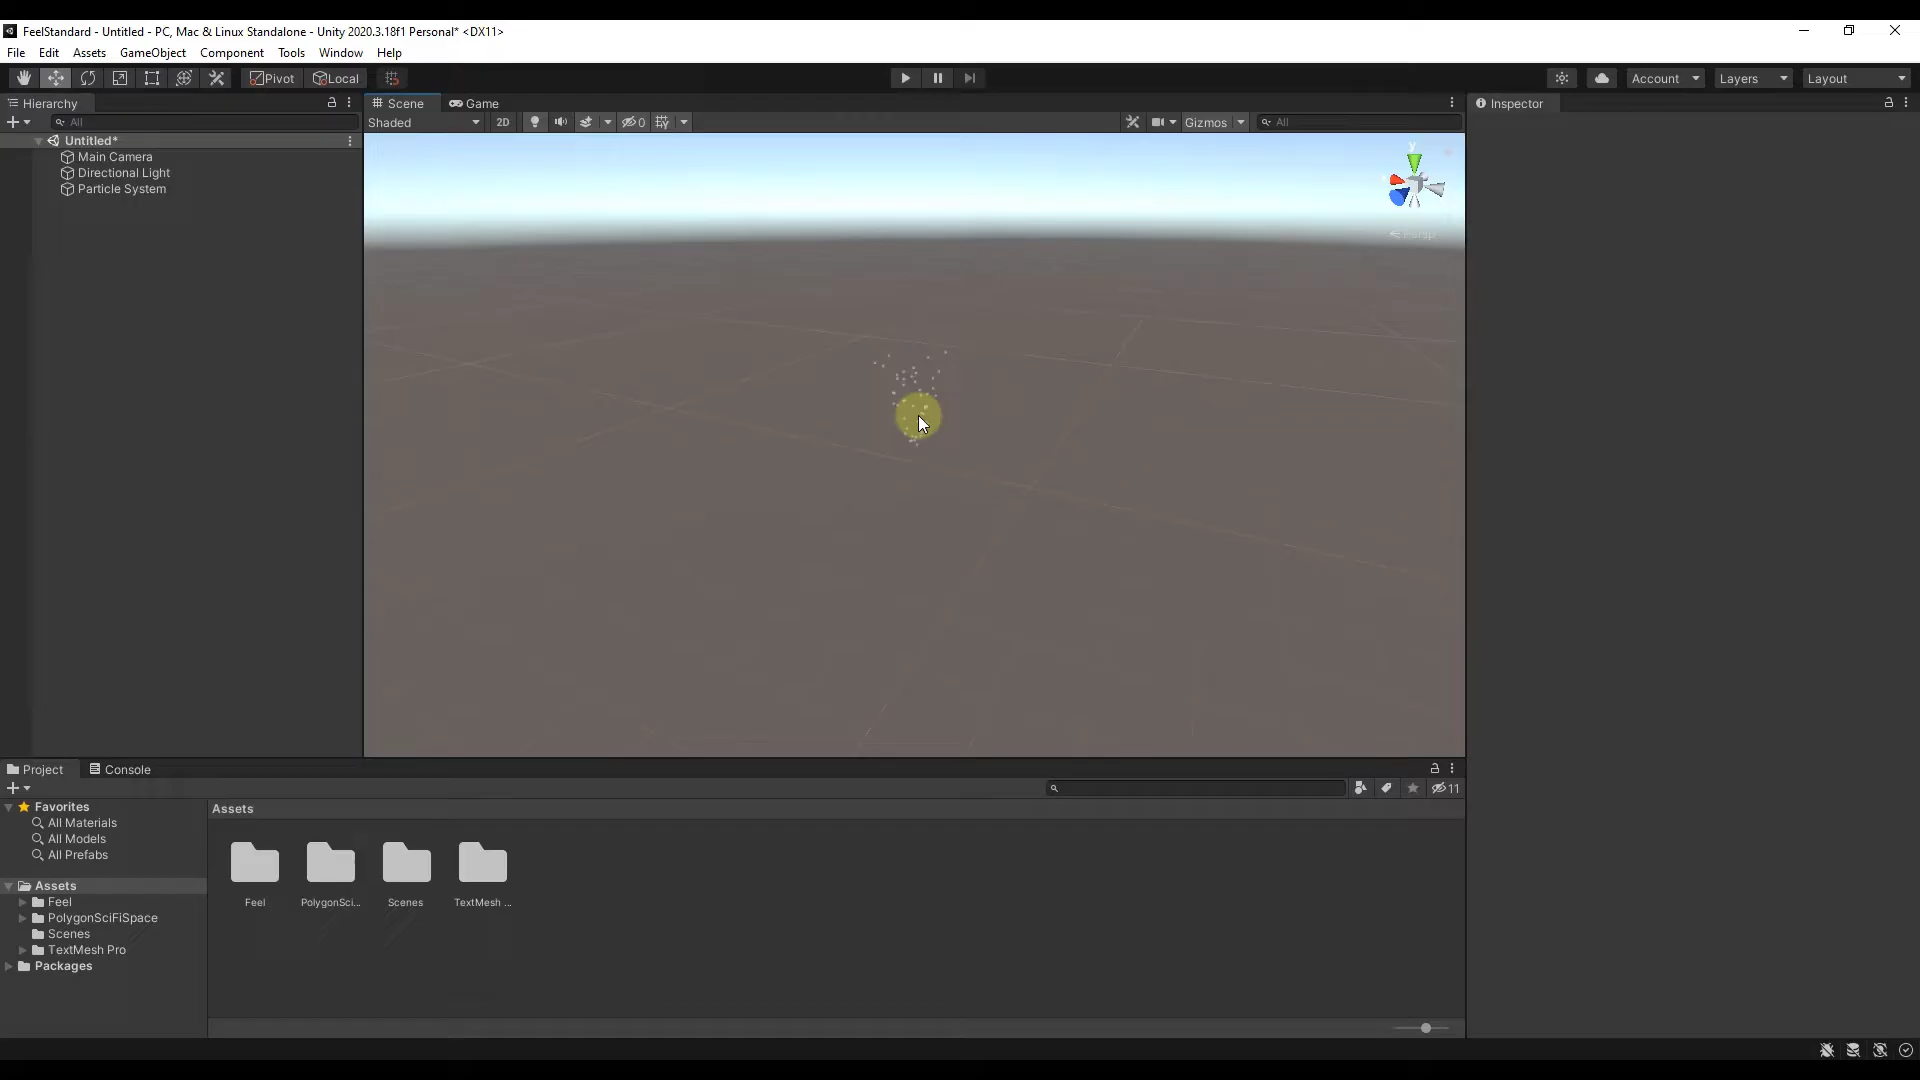 FeelStandard - Untitled - PC, Mac & Linux Standalone - Unity 2020.3.18f1 Personal* <DX11>
File Edit Assets GameObject Component Tools Window Help
Pivot Local Account Layers Layout
Hierarchy Scene Game Inspector
All Shaded 2D 0 Gizmos All
Untitled*
Main Camera
Directional Light
Particle System
y
Persp
Project Console
11
Favorites
All Materials
All Models
All Prefabs
Assets
Feel
PolygonSciFiSpace
Scenes
TextMesh Pro
Packages
Assets
Feel PolygonSci... Scenes TextMesh ...